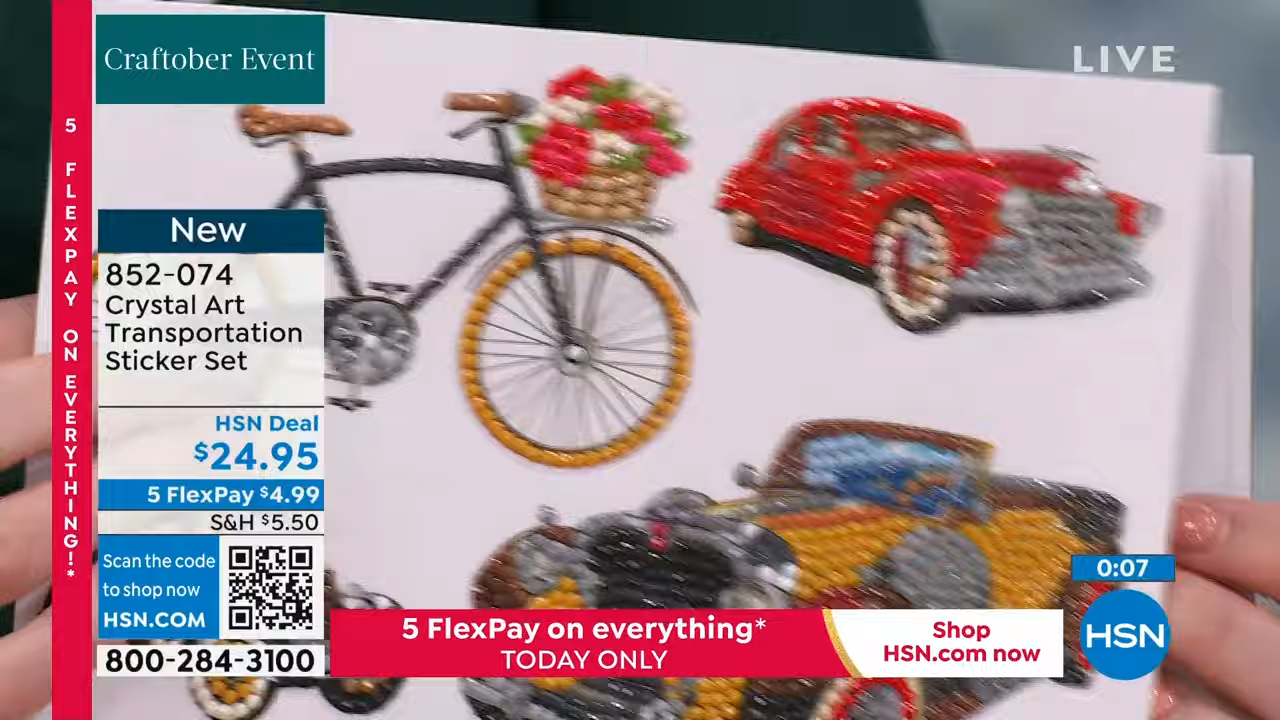 Craftober Event
LIVE
5 FLEXPAY ON EVERYTHING!*
New
852-074
Crystal Art
Transportation
Sticker Set
HSN Deal
$24.95
5 FlexPay $4.99
S&H $5.50
Scan the code
to shop now
HSN.COM
800-284-3100
5 FlexPay on everything*
TODAY ONLY
Shop
HSN.com now
0:07
HSN